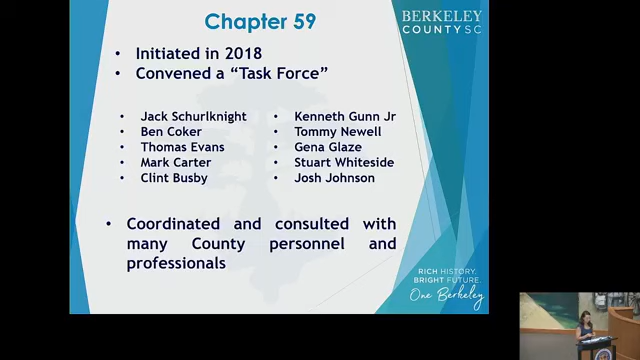 Chapter 59
BERKELEY
COUNTY SC
• Initiated in 2018
• Convened a “Task Force”
• Jack Schurlknight
• Ben Coker
• Thomas Evans
• Mark Carter
• Clint Busby
• Kenneth Gunn Jr
• Tommy Newell
• Gena Glaze
• Stuart Whiteside
• Josh Johnson
• Coordinated and consulted with
many County personnel and
professionals
RICH HISTORY.
BRIGHT FUTURE.
One Berkeley